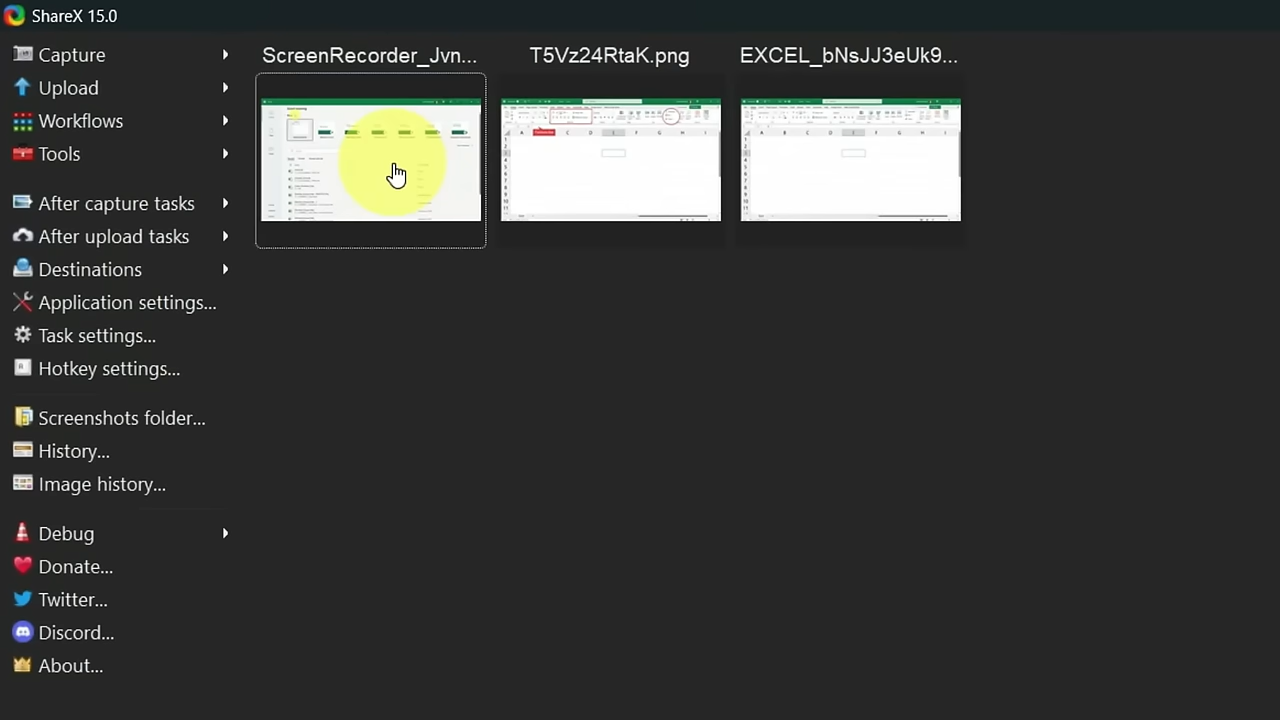 ShareX 15.0
Capture
Upload
Workflows
Tools
After capture tasks
After upload tasks
Destinations
Application settings...
Task settings...
Hotkey settings...
Screenshots folder...
History...
Image history...
Debug
Donate...
Twitter...
Discord...
About...
ScreenRecorder_Jvn...
T5Vz24RtaK.png
EXCEL_bNsJJ3eUk9...